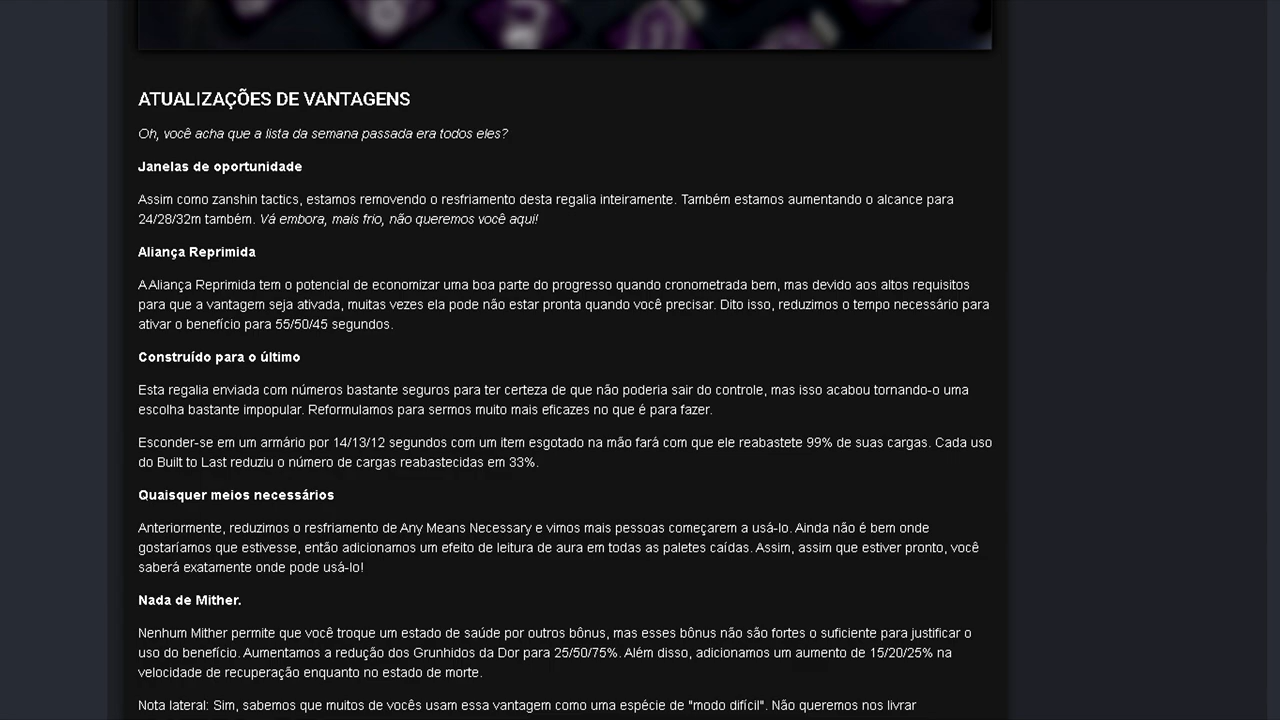 ATUALIZAÇÕES DE VANTAGENS
Oh, você acha que a lista da semana passada era todos eles?
Janelas de oportunidade
Assim como zanshin tactics, estamos removendo o resfriamento desta regalia inteiramente. Também estamos aumentando o alcance para
24/28/32m também. Vá embora, mais frio, não queremos você aqui!
Aliança Reprimida
A Aliança Reprimida tem o potencial de economizar uma boa parte do progresso quando cronometrada bem, mas devido aos altos requisitos
para que a vantagem seja ativada, muitas vezes ela pode não estar pronta quando você precisar. Dito isso, reduzimos o tempo necessário para
ativar o benefício para 55/50/45 segundos.
Construído para o último
Esta regalia enviada com números bastante seguros para ter certeza de que não poderia sair do controle, mas isso acabou tornando-o uma
escolha bastante impopular. Reformulamos para sermos muito mais eficazes no que é para fazer.
Esconder-se em um armário por 14/13/12 segundos com um item esgotado na mão fará com que ele reabastete 99% de suas cargas. Cada uso
do Built to Last reduziu o número de cargas reabastecidas em 33%.
Quaisquer meios necessários
Anteriormente, reduzimos o resfriamento de Any Means Necessary e vimos mais pessoas começarem a usá-lo. Ainda não é bem onde
gostaríamos que estivesse, então adicionamos um efeito de leitura de aura em todas as paletes caídas. Assim, assim que estiver pronto, você
saberá exatamente onde pode usá-lo!
Nada de Mither.
Nenhum Mither permite que você troque um estado de saúde por outros bônus, mas esses bônus não são fortes o suficiente para justificar o
uso do benefício. Aumentamos a redução dos Grunhidos da Dor para 25/50/75%. Além disso, adicionamos um aumento de 15/20/25% na
velocidade de recuperação enquanto no estado de morte.
Nota lateral: Sim, sabemos que muitos de vocês usam essa vantagem como uma espécie de "modo difícil". Não queremos nos livrar